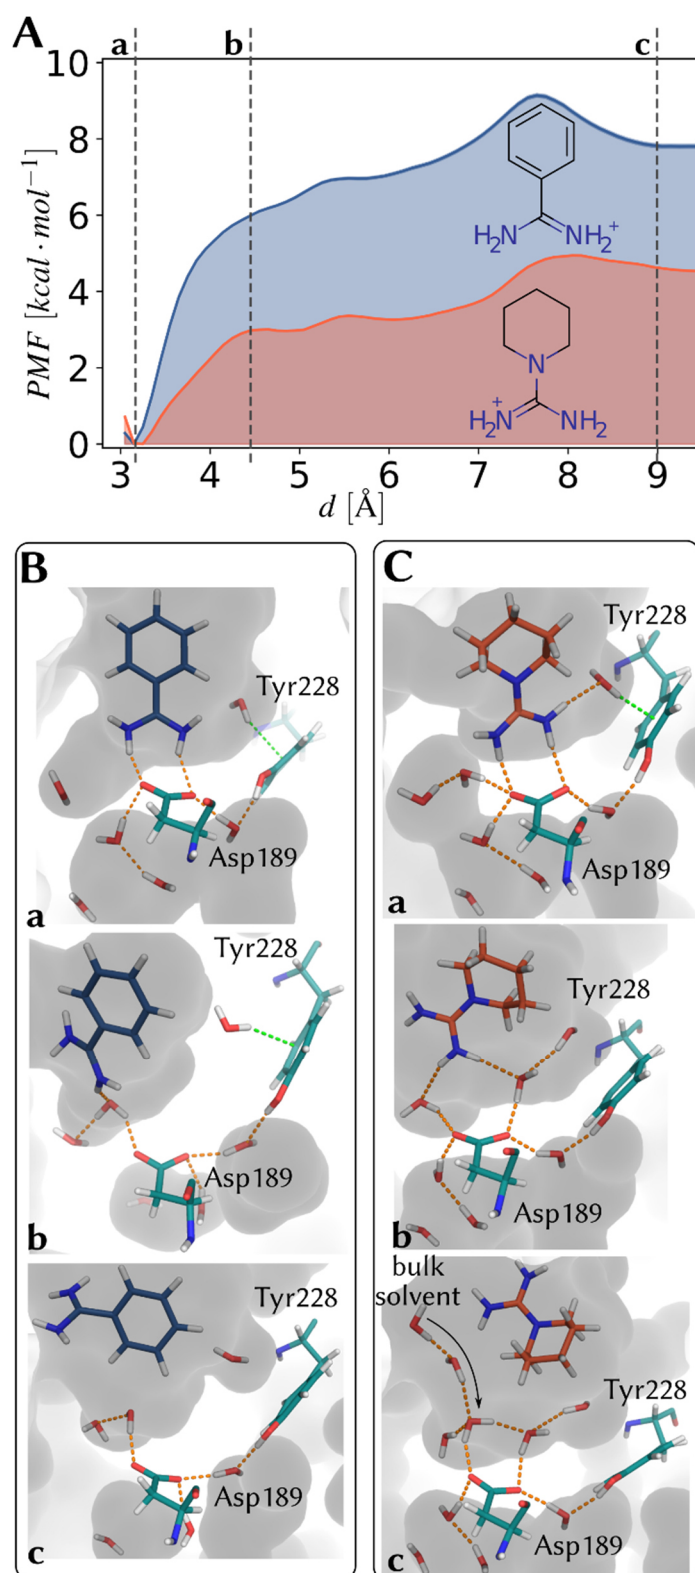 A
a b c
10
8
6
4
2
0
PMF [kcal · mol⁻¹]
H₂N NH₂⁺
N
⁺
NH₂ NH₂
3 4 5 6 7 8 9
d [Å]
B
Tyr228
Asp189
a
Tyr228
Asp189
b
Tyr228
Asp189
c
C
Tyr228
Asp189
a
Tyr228
Asp189
b
bulk
solvent
Tyr228
Asp189
c